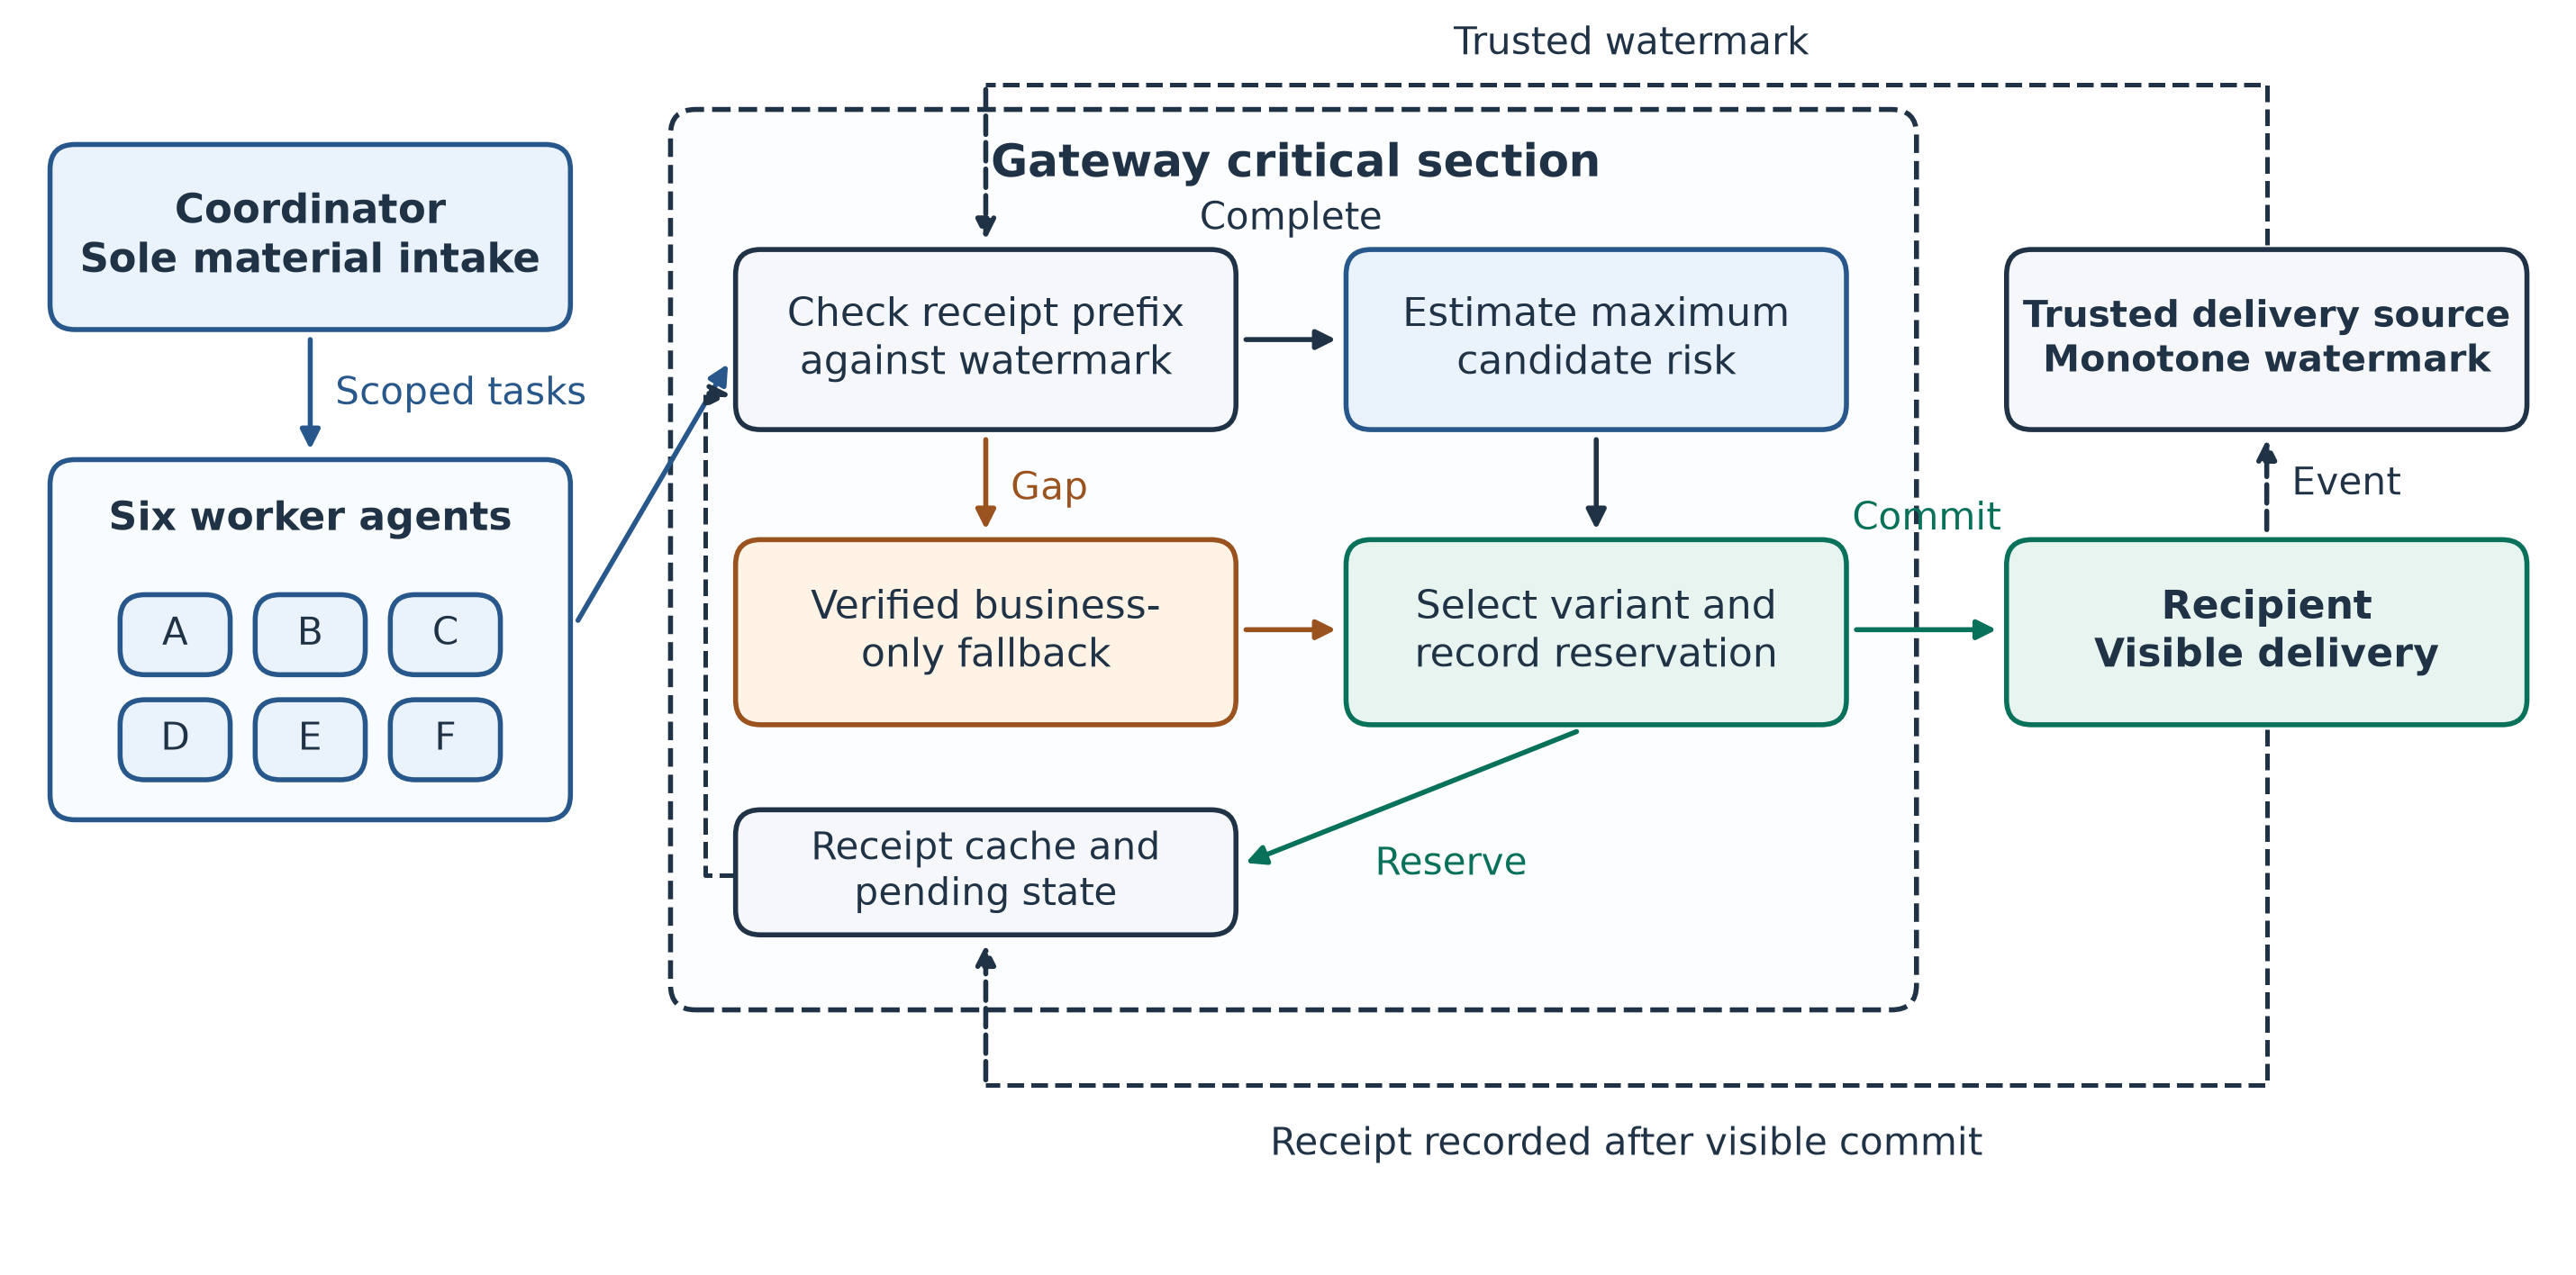 Trusted watermark
Coordinator
Sole material intake
Scoped tasks
Six worker agents
A
B
C
D
E
F
Gateway critical section
Complete
Check receipt prefix
against watermark
Estimate maximum
candidate risk
Gap
Verified business-
only fallback
Select variant and
record reservation
Reserve
Receipt cache and
pending state
Commit
Trusted delivery source
Monotone watermark
Event
Recipient
Visible delivery
Receipt recorded after visible commit